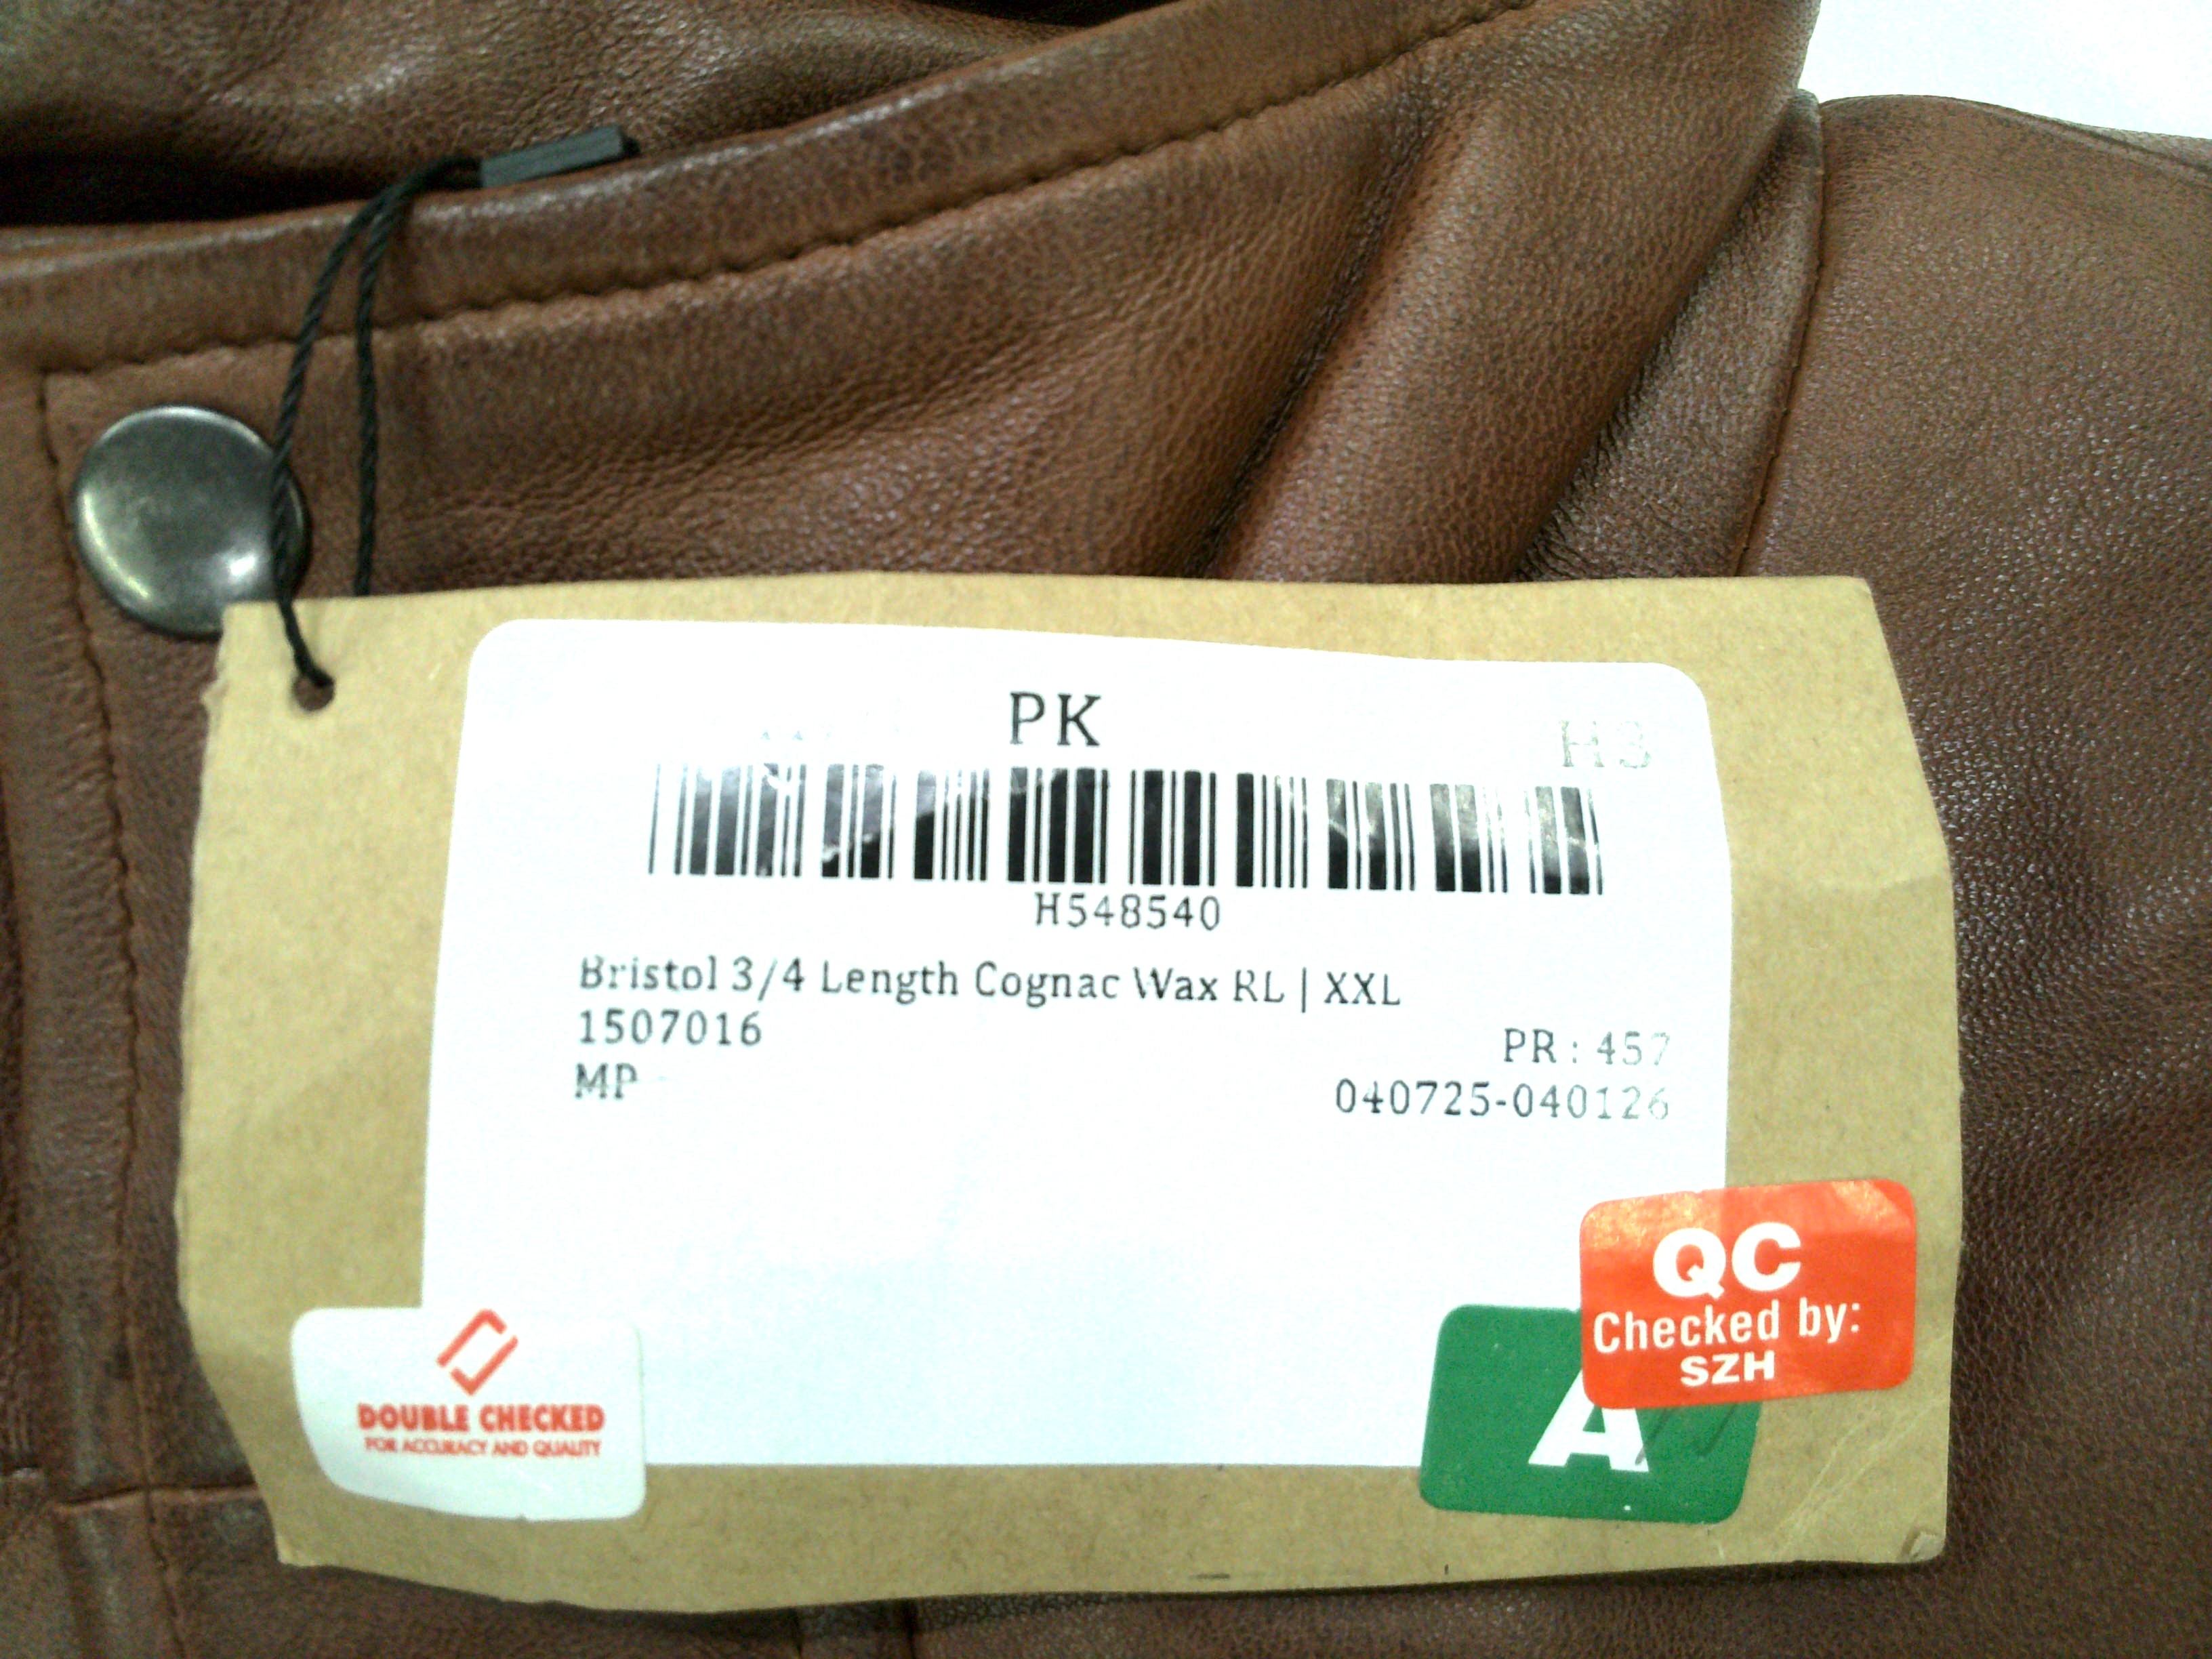 PK
H3
H548540
Bristol 3/4 Length Cognac Wax RL | XXL
1507016
PR : 457
MP
040725-040126
QC
Checked by:
SZH
A
DOUBLE CHECKED
FOR ACCURACY AND QUALITY